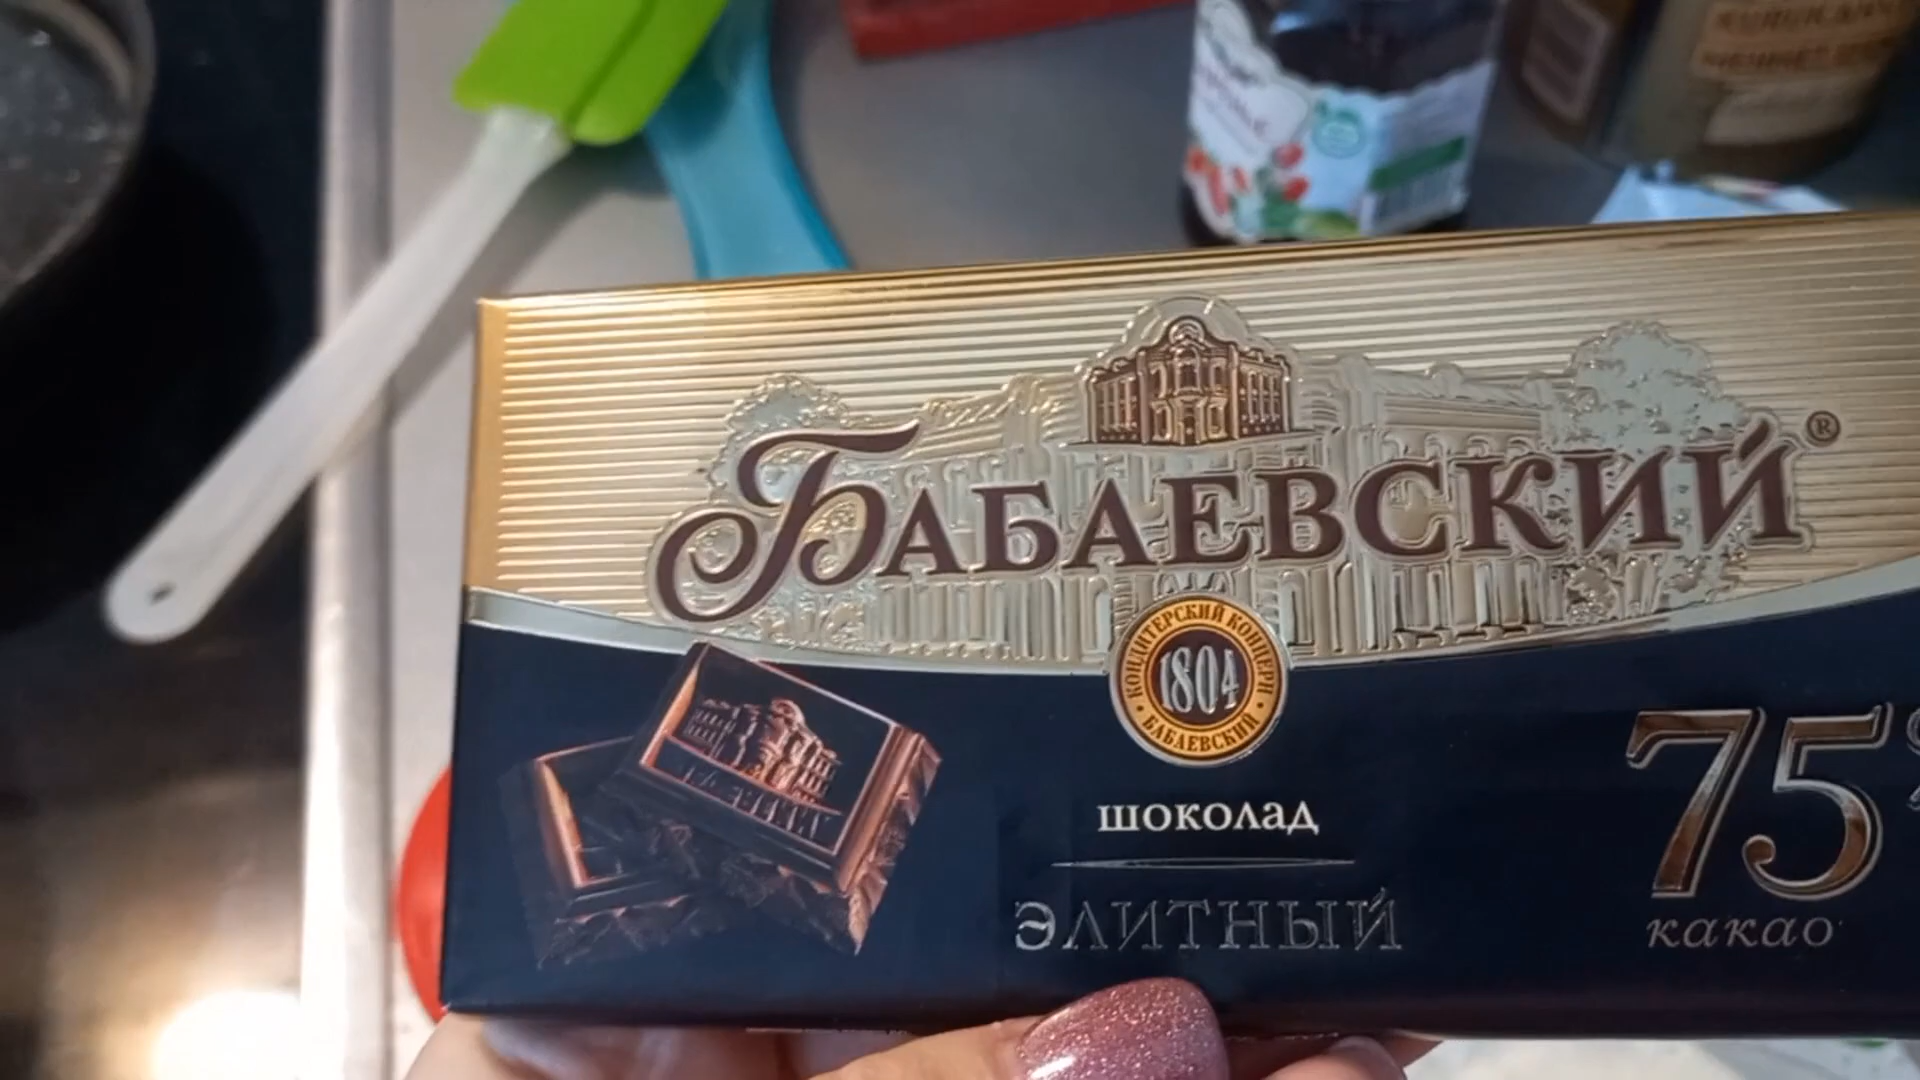 БАБАЕВСКИЙ®
КОНДИТЕРСКИЙ КОНЦЕРН
1804
• БАБАЕВСКИЙ •
шоколад
ЭЛИТНЫЙ
75%
какао